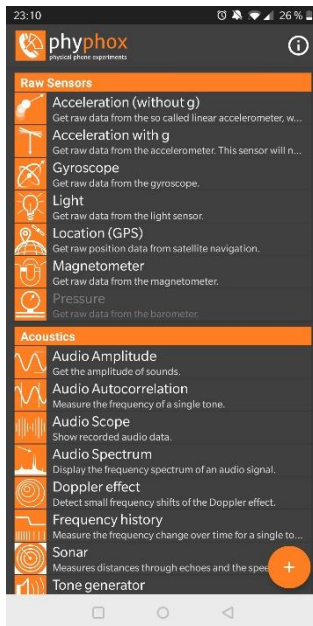 23:10 26 %
phyphox
physical phone experiments
Raw Sensors
Acceleration (without g)
Get raw data from the so called linear accelerometer, w...
Acceleration with g
Get raw data from the accelerometer. This sensor will n...
Gyroscope
Get raw data from the gyroscope.
Light
Get raw data from the light sensor.
Location (GPS)
Get raw position data from satellite navigation.
Magnetometer
Get raw data from the magnetometer.
Pressure
Get raw data from the barometer.
Acoustics
Audio Amplitude
Get the amplitude of sounds.
Audio Autocorrelation
Measure the frequency of a single tone.
Audio Scope
Show recorded audio data.
Audio Spectrum
Display the frequency spectrum of an audio signal.
Doppler effect
Detect small frequency shifts of the Doppler effect.
Frequency history
Measure the frequency change over time for a single to...
Sonar
Measures distances through echoes and the spee
Tone generator